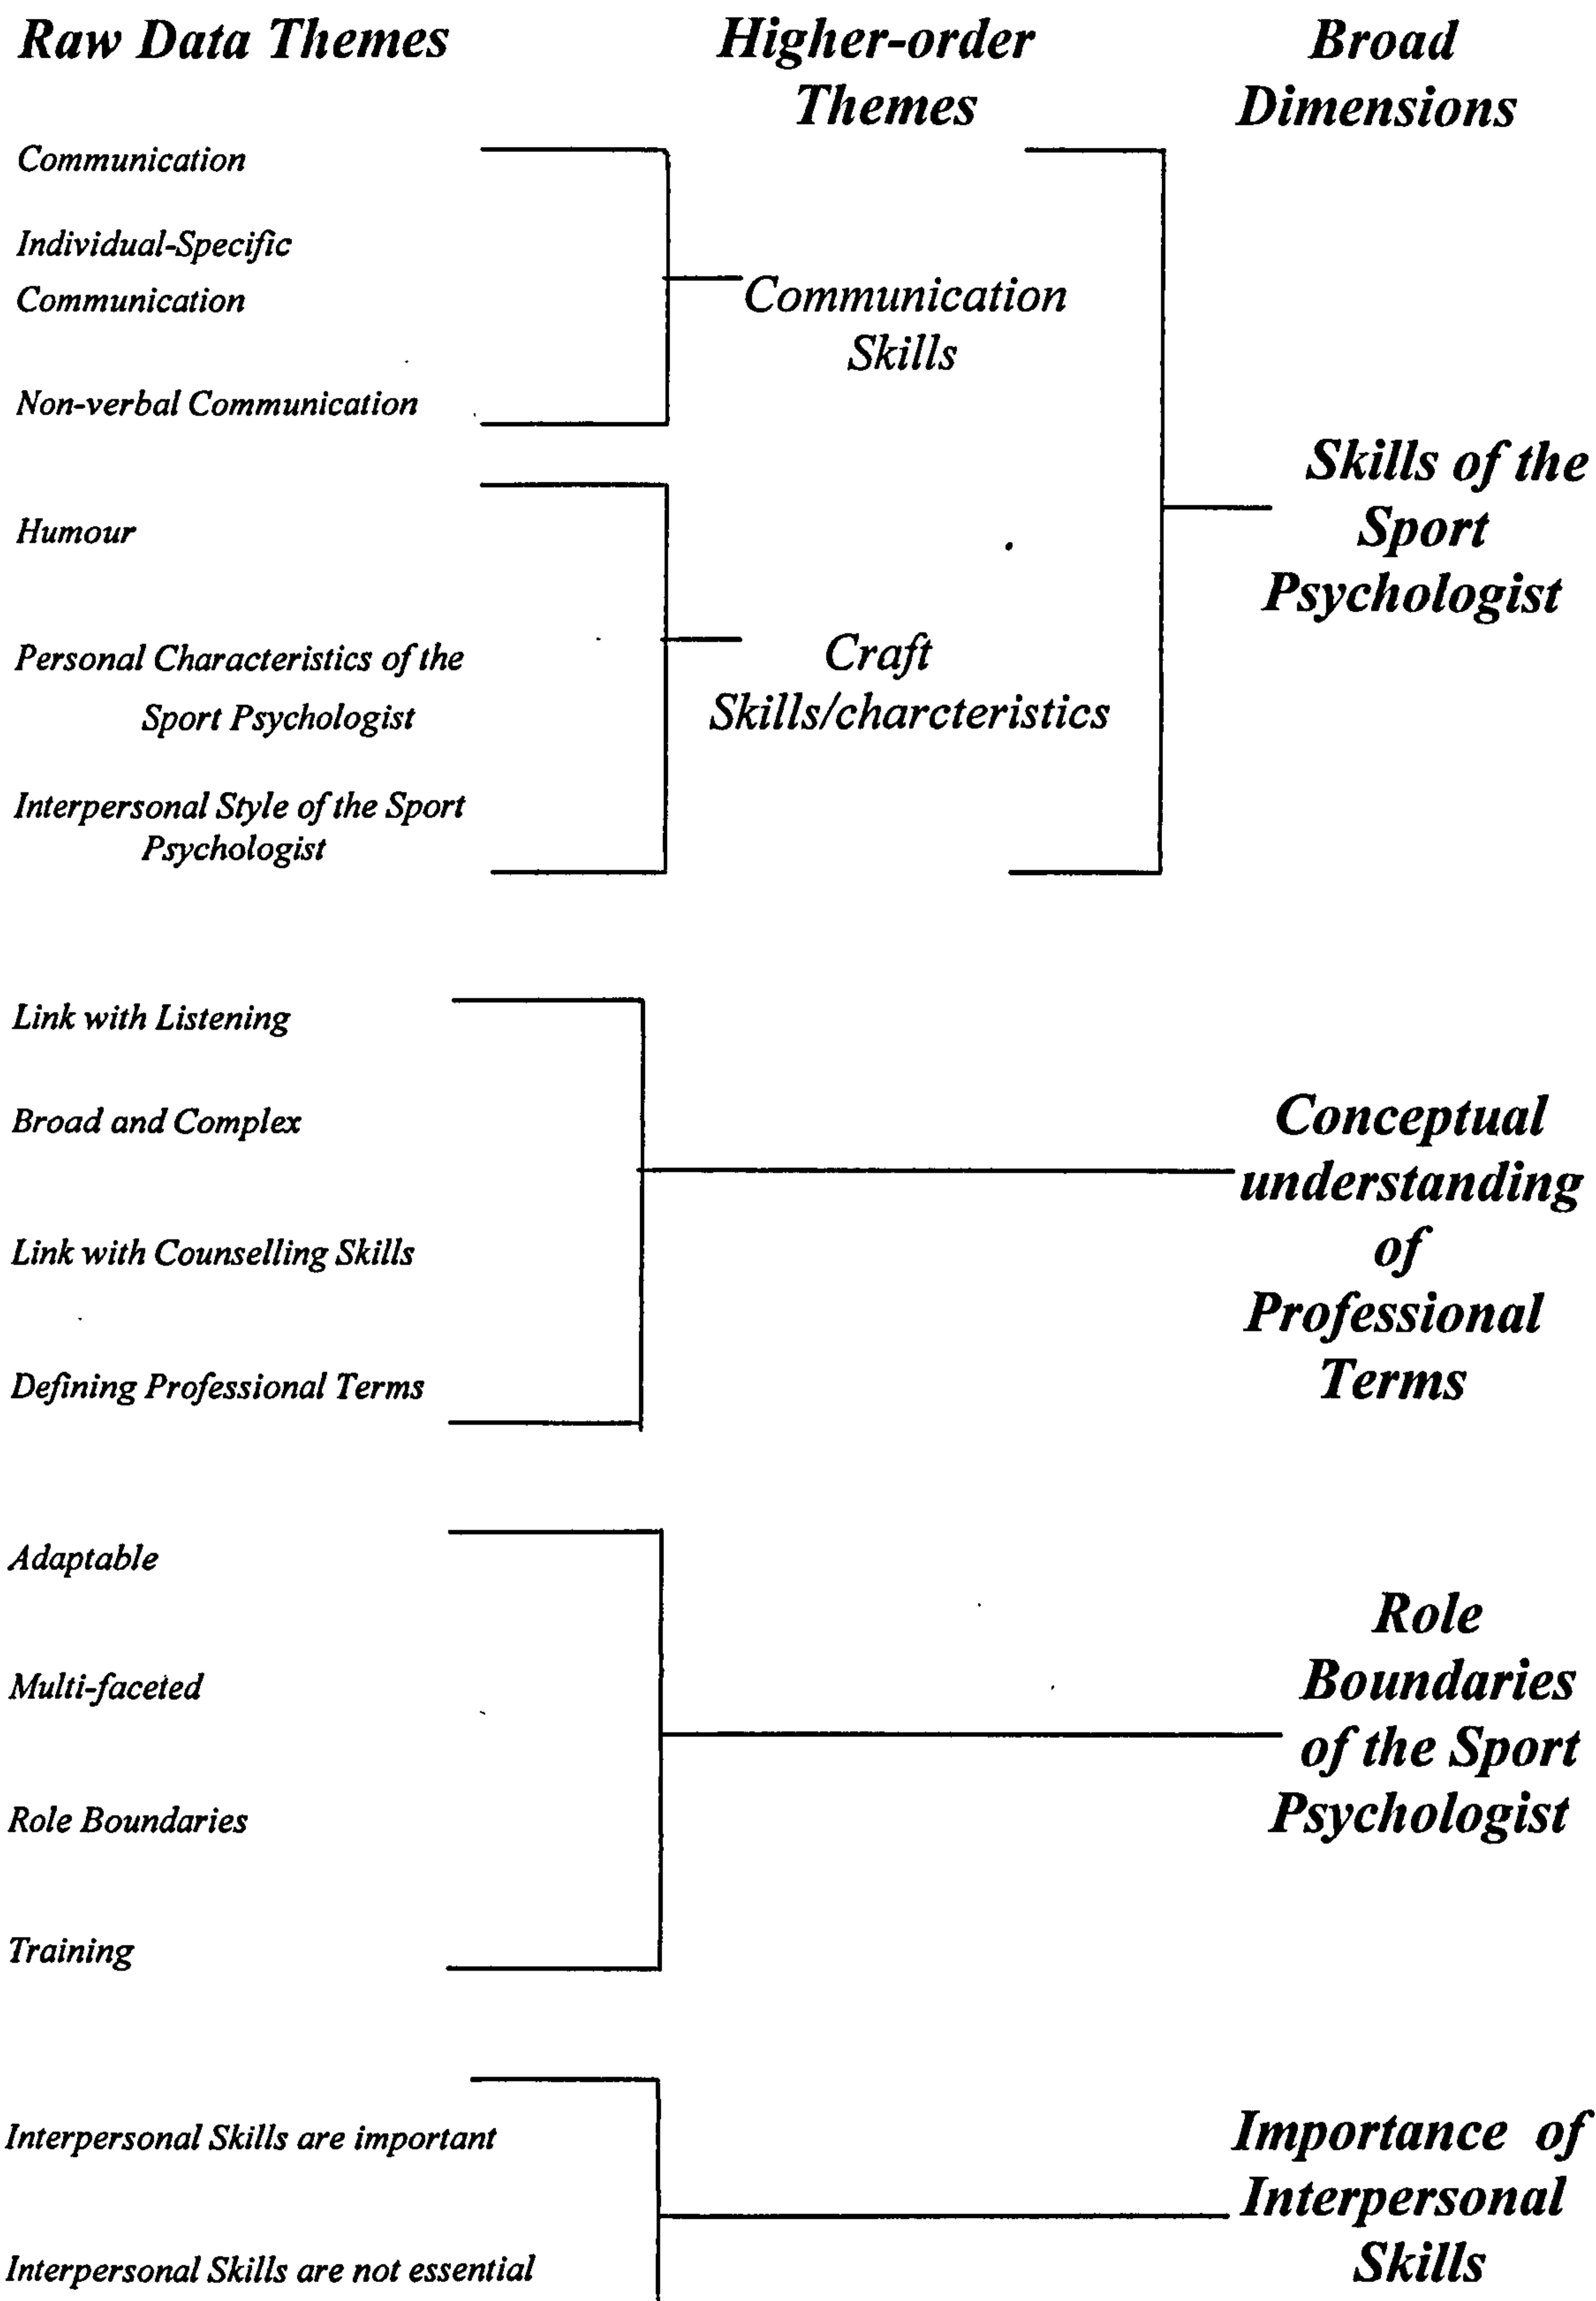 Raw Data Themes
Higher-order
Themes
Broad
Dimensions
Communication
Individual-Specific
Communication
Non-verbal Communication
Communication
Skills
Humour
Personal Characteristics of the
Sport Psychologist
Interpersonal Style of the Sport
Psychologist
Craft
Skills/charcteristics
Skills of the
Sport
Psychologist
Link with Listening
Broad and Complex
Link with Counselling Skills
Defining Professional Terms
Conceptual
understanding
of
Professional
Terms
Adaptable
Multi-faceted
Role Boundaries
Training
Role
Boundaries
of the Sport
Psychologist
Interpersonal Skills are important
Interpersonal Skills are not essential
Importance of
Interpersonal
Skills